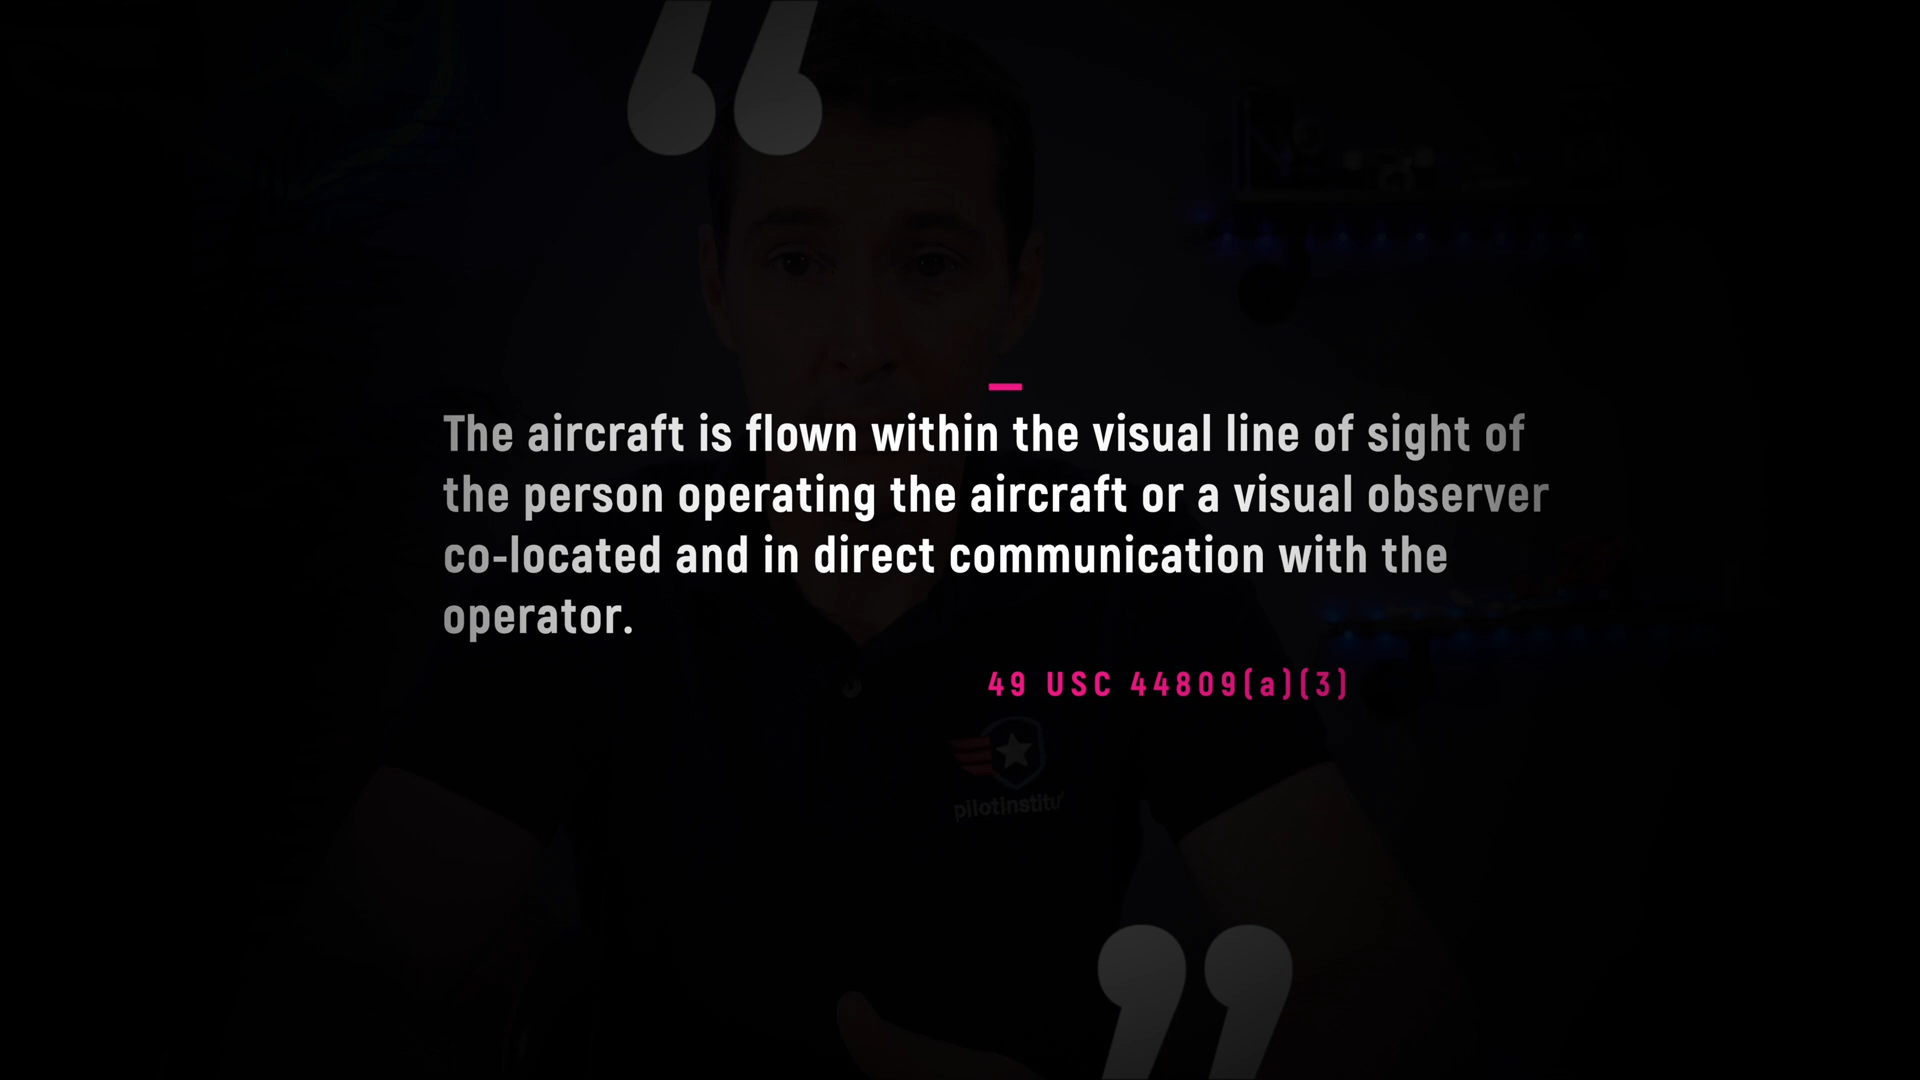 The aircraft is flown within the visual line of sight of
the person operating the aircraft or a visual observer
co-located and in direct communication with the
operator.
49 USC 44809(a)(3)
pilotinstitu